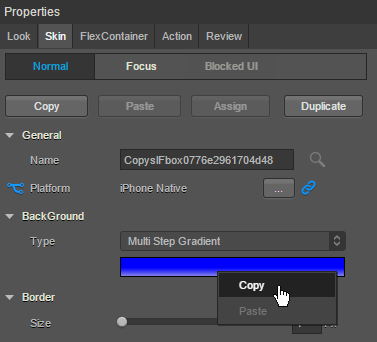 Properties
Look Skin FlexContainer Action Review
Normal Focus Blocked UI
Copy Paste Assign Duplicate
General
Name CopyslFbox0776e2961704d48
Platform iPhone Native ...
BackGround
Type Multi Step Gradient
Copy
Paste
Border
Size